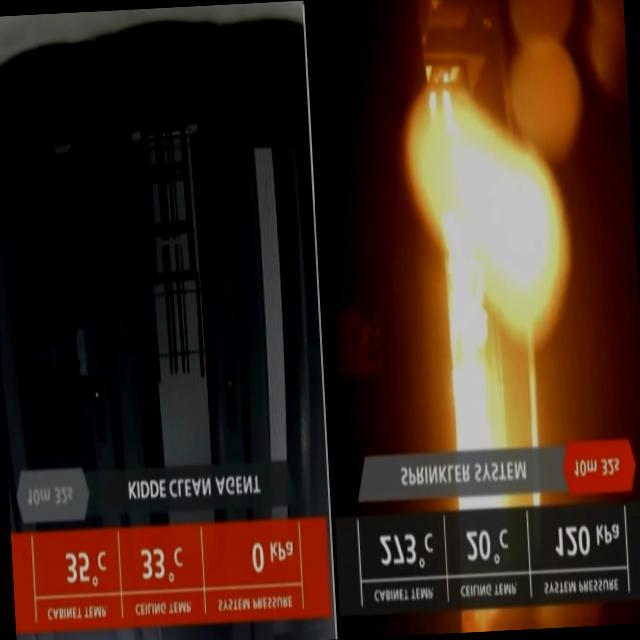 10m 32s
KIDDE CLEAN AGENT
35°C
33°C
0 kPa
CABINET TEMP
CEILING TEMP
SYSTEM PRESSURE
SPRINKLER SYSTEM
10m 32s
273°C
20°C
120 kPa
CABINET TEMP
CEILING TEMP
SYSTEM PRESSURE